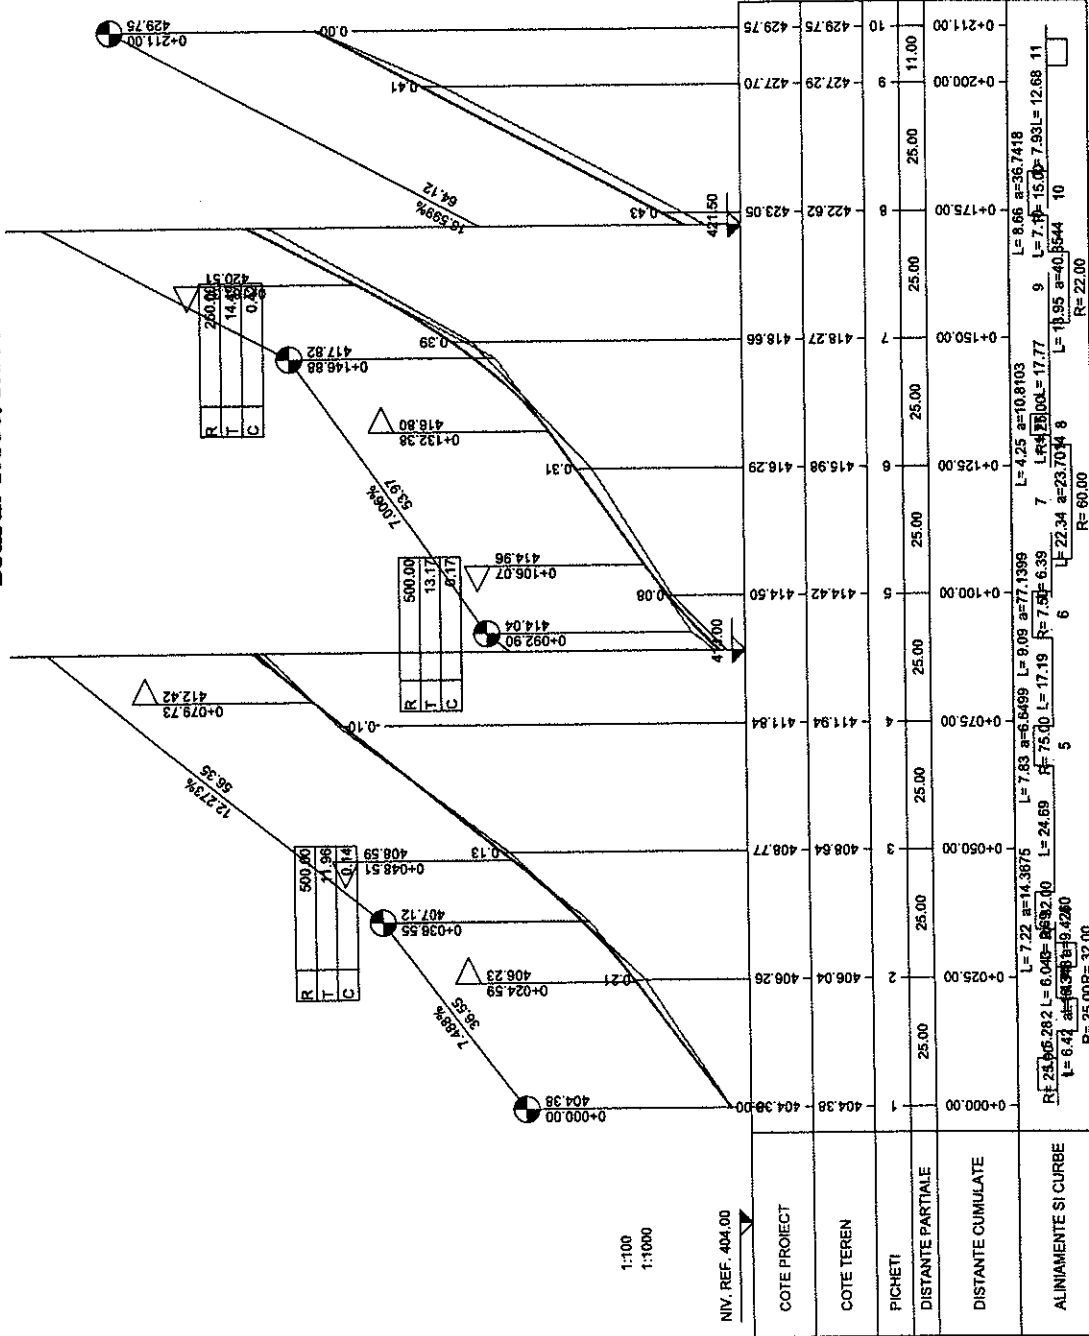 1:100
1:1000
NIV. REF. 404.00
7.488%
36.55
12.273%
56.35
7.006%
53.97
18.599%
64.12
0+000.00
404.38
0+024.59
406.23
0+036.55
407.12
0+048.51
408.59
0+079.73
412.42
0+092.90
414.04
0+106.07
414.96
0+132.38
416.80
0+146.88
417.82
420.51
0+211.00
429.75
R 500.00
T 11.96
C 0.14
R 500.00
T 13.17
C 0.17
R 250.00
T
C 0.42
0.21
0.13
-0.10
0.08
0.31
0.39
0.43
0.41
0.00
421.50
COTE PROIECT 404.38 406.26 408.77 411.84 414.50 416.29 418.66 423.05 427.70 429.75
COTE TEREN 404.38 406.04 408.64 411.94 414.42 415.98 418.27 422.62 427.29 429.75
PICHETI 1 2 3 4 5 6 7 8 9 10
DISTANTE PARTIALE 25.00 25.00 25.00 25.00 25.00 25.00 25.00 25.00 11.00
DISTANTE CUMULATE 0+000.00 0+025.00 0+050.00 0+075.00 0+100.00 0+125.00 0+150.00 0+175.00 0+200.00 0+211.00
ALINIAMENTE SI CURBE
L= 7.22 a=14.3675 L= 7.83 a=6.6499 L= 9.09 a=77.1399 L= 4.25 a=10.8103 L= 8.66 a=36.7418
L= 24.69 R= 75.00 L= 17.19 R= 7.50 L= 6.39 7 L= 17.77 9 L= 12.68 11
L= 6.42 5 6 L= 22.34 8 L= 18.95 10
R= 25.00 R= 32.00 R= 60.00 R= 22.00